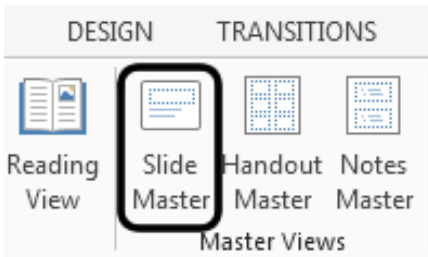 DESIGN TRANSITIONS
Reading Slide Handout Notes
View Master Master Master
Master Views